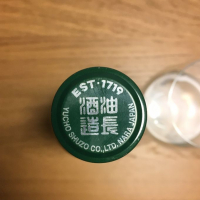 EST·1719
油長
酒造
YUCHO SHUZO CO.,LTD. NARA JAPAN